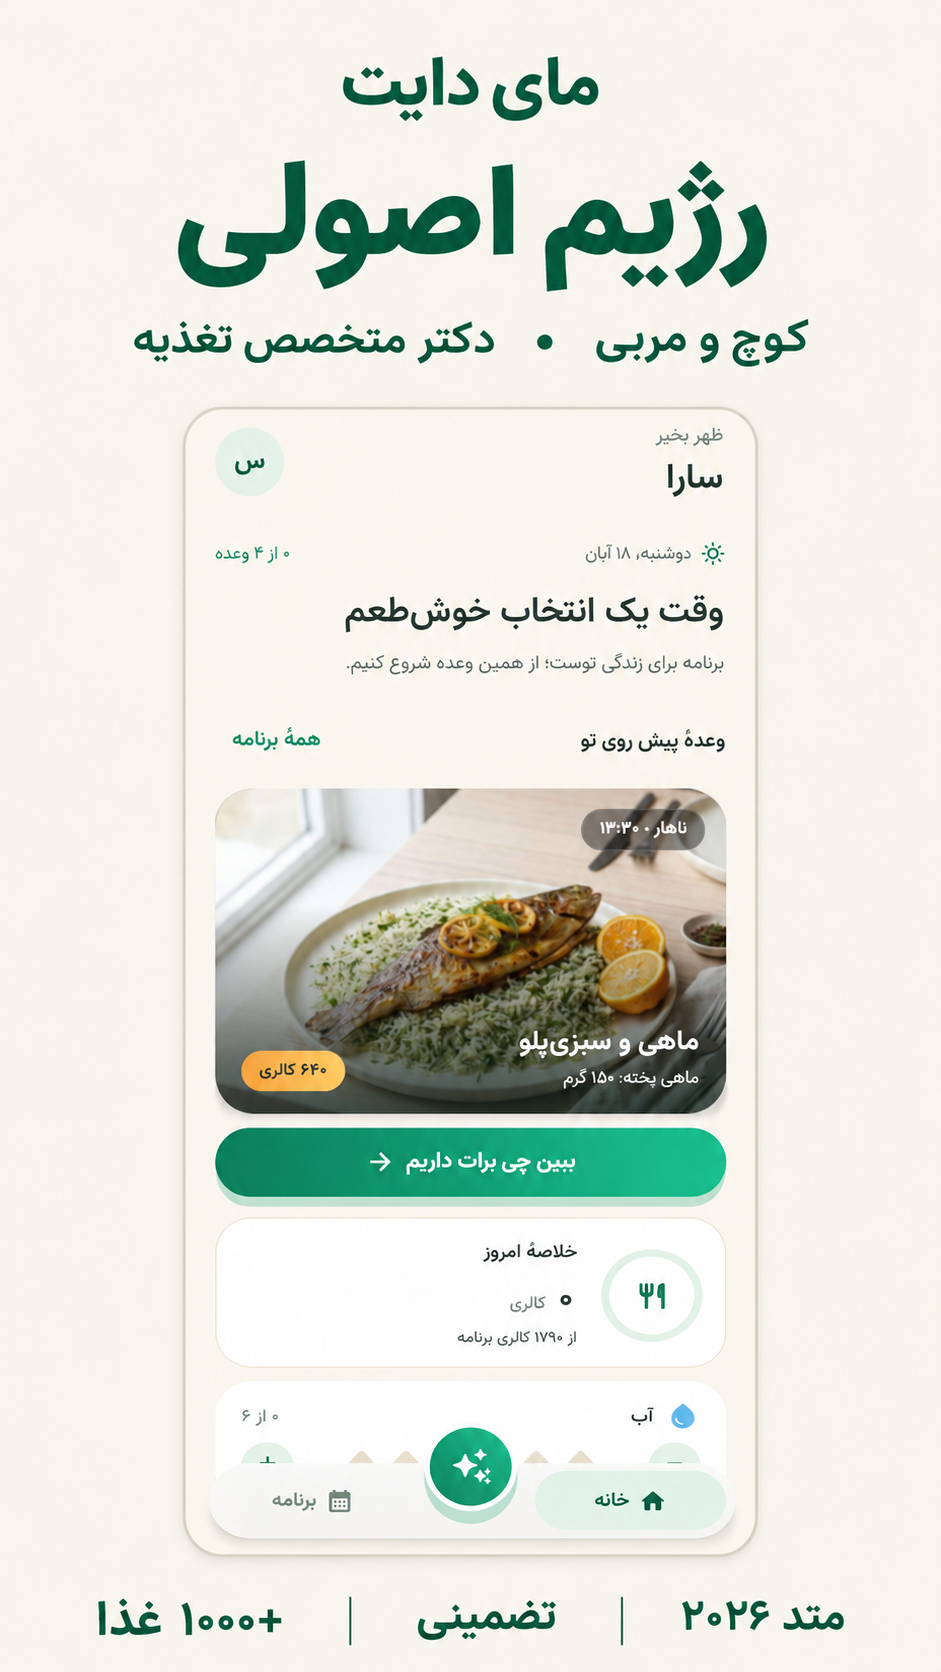 مای دایت
رژیم اصولی
کوچ و مربی • دکتر متخصص تغذیه
ظهر بخیر
سارا
س
دوشنبه، ۱۸ آبان
۰ از ۴ وعده
وقت یک انتخاب خوش‌طعم
برنامه برای زندگی توست؛ از همین وعده شروع کنیم.
وعدهٔ پیش روی تو
همهٔ برنامه
ناهار • ۱۳:۳۰
ماهی و سبزی‌پلو
ماهی پخته: ۱۵۰ گرم
۶۴۰ کالری
ببین چی برات داریم →
خلاصهٔ امروز
۰ کالری
از ۱۷۹۰ کالری برنامه
آب
۰ از ۶
خانه
برنامه
متد ۲۰۲۶ | تضمینی | +۱۰۰۰ غذا